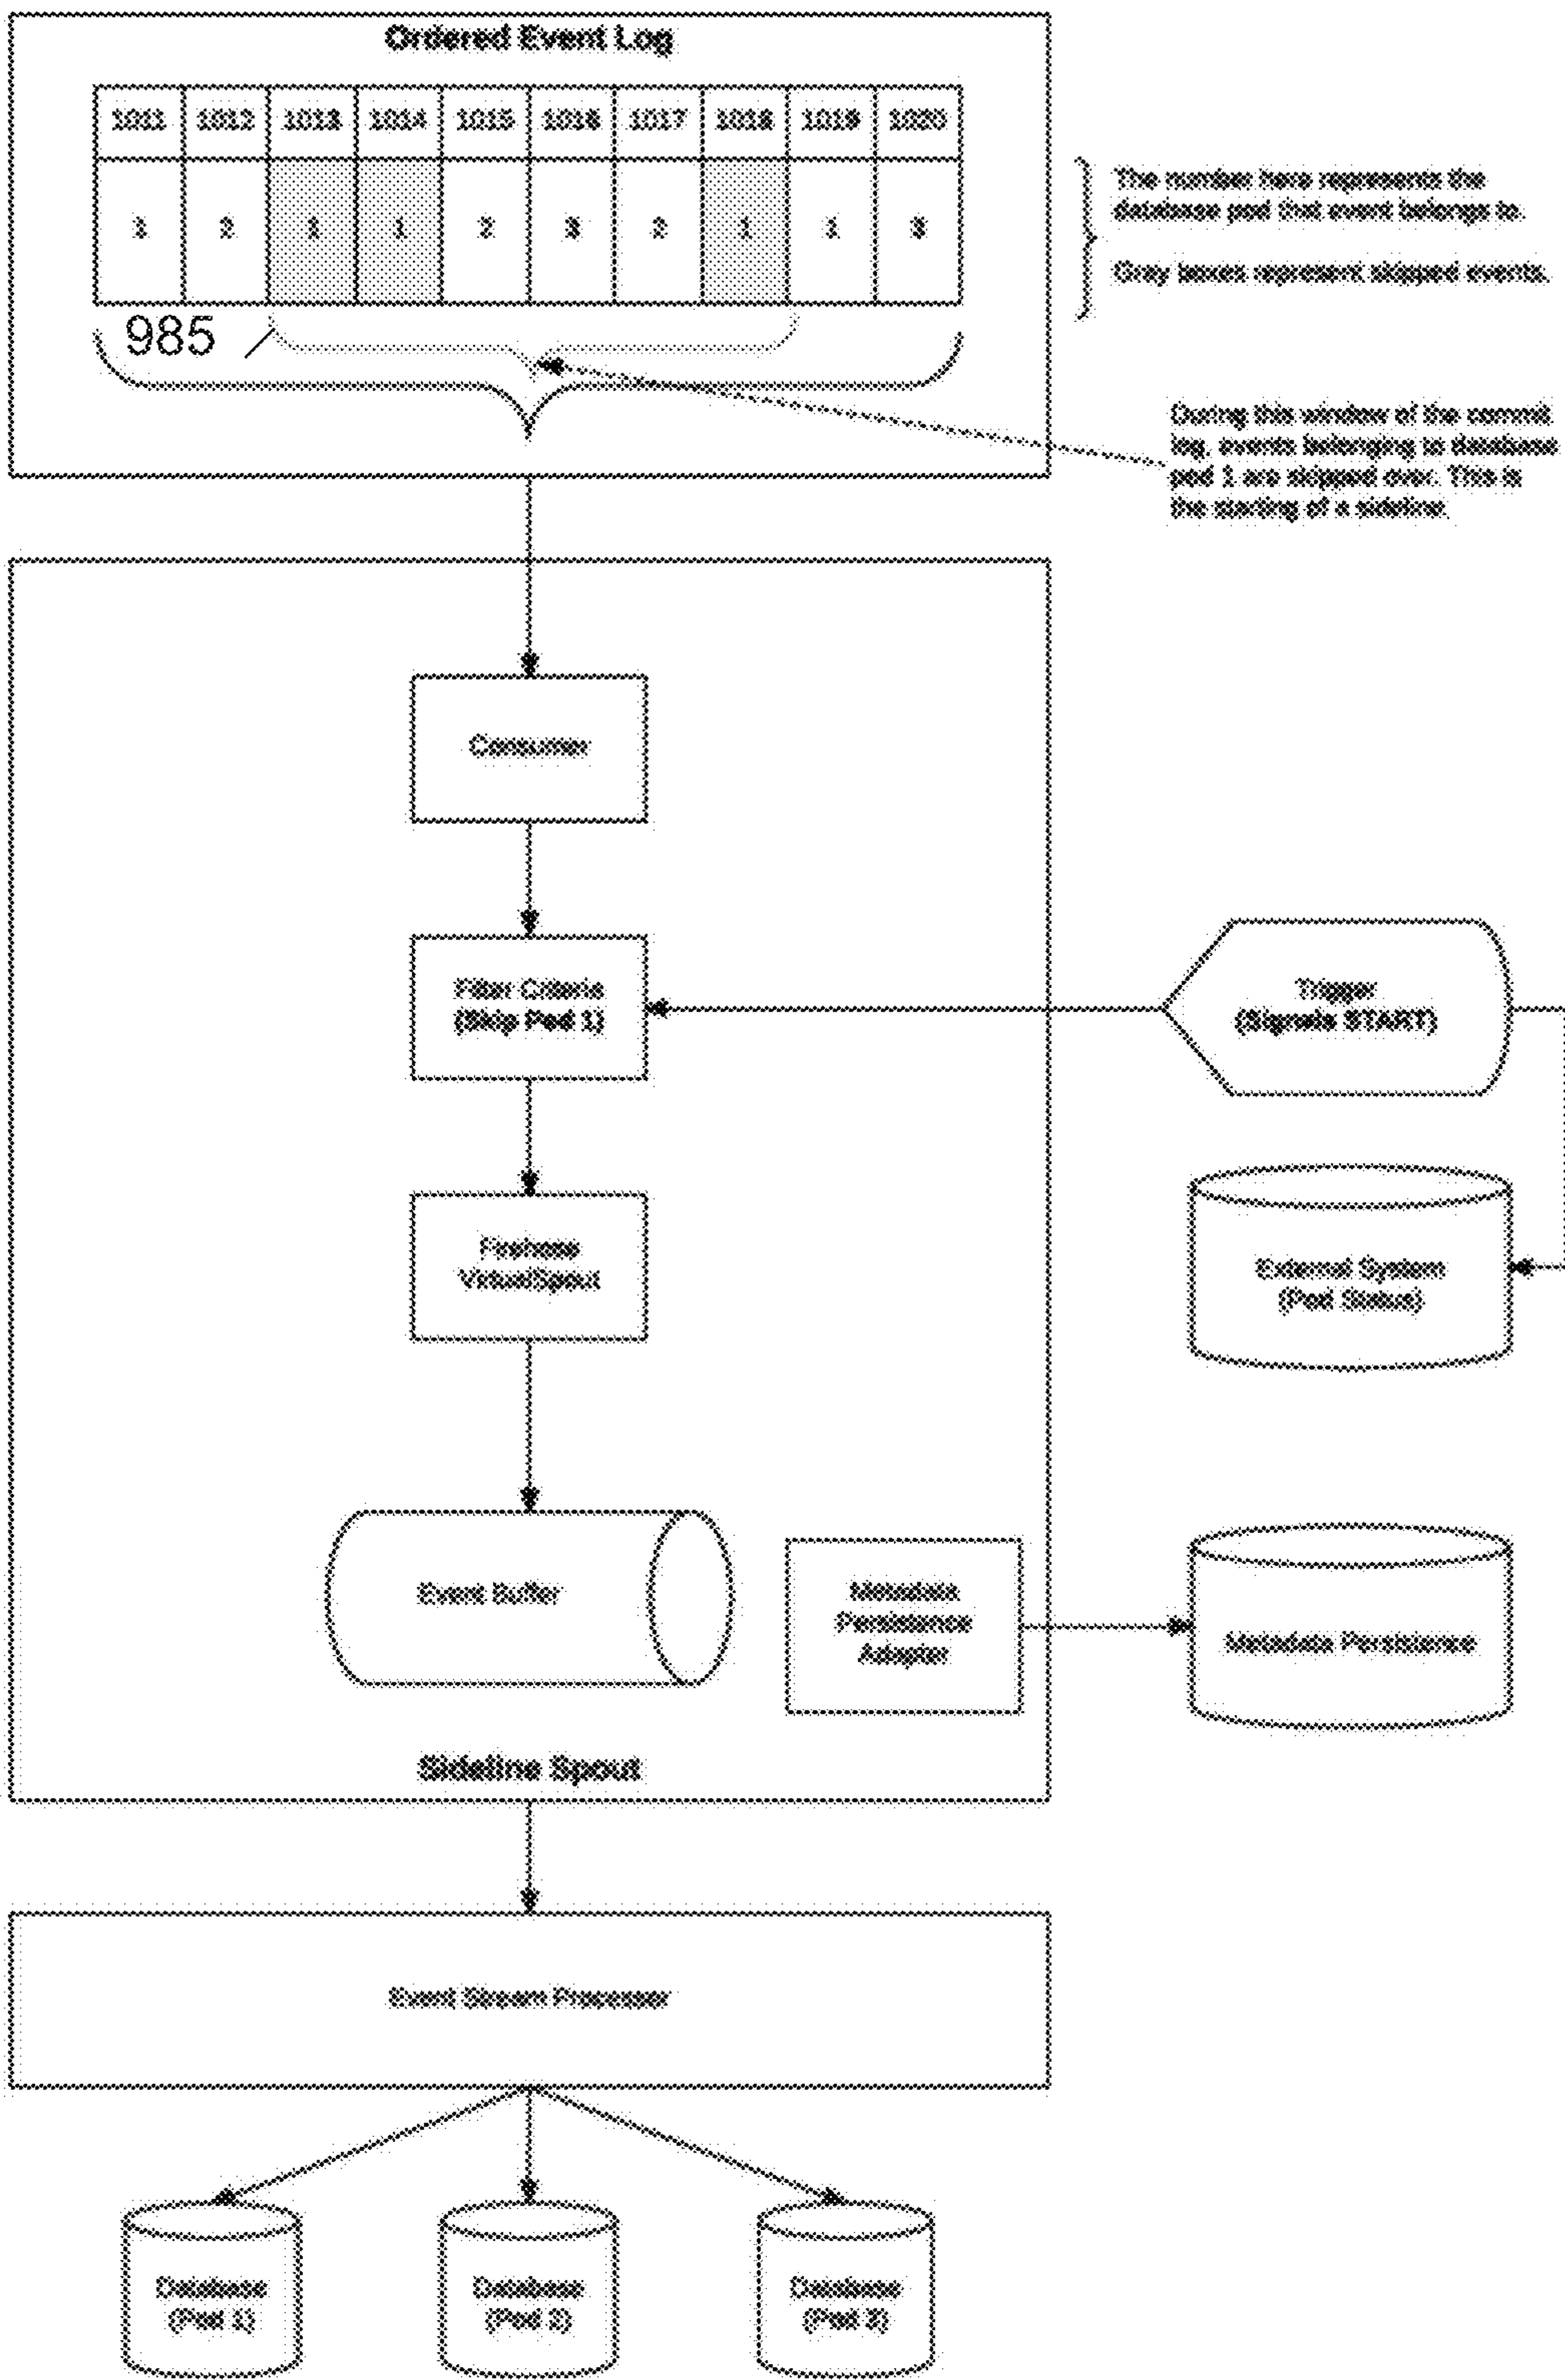 Ordered Event Log
1011 1012 1013 1014 1015 1016 1017 1018 1019 1020
1 2 1 1 2 3 2 1 1 3
The number here represents the
database pod that event belongs to.
Gray boxes represent skipped events.
985
During this window of the commit
log, events belonging to database
pod 1 are skipped over. This is
the starting of a sideline.
Consumer
Filter Criteria
(Skip Pod 1)
Trigger
(Signals START)
Firehose
VirtualSpout
External System
(Pod Status)
Event Buffer
Metadata
Persistence
Adapter
Metadata Persistence
Sideline Spout
Event Stream Processor
Database
(Pod 1)
Database
(Pod 2)
Database
(Pod 3)